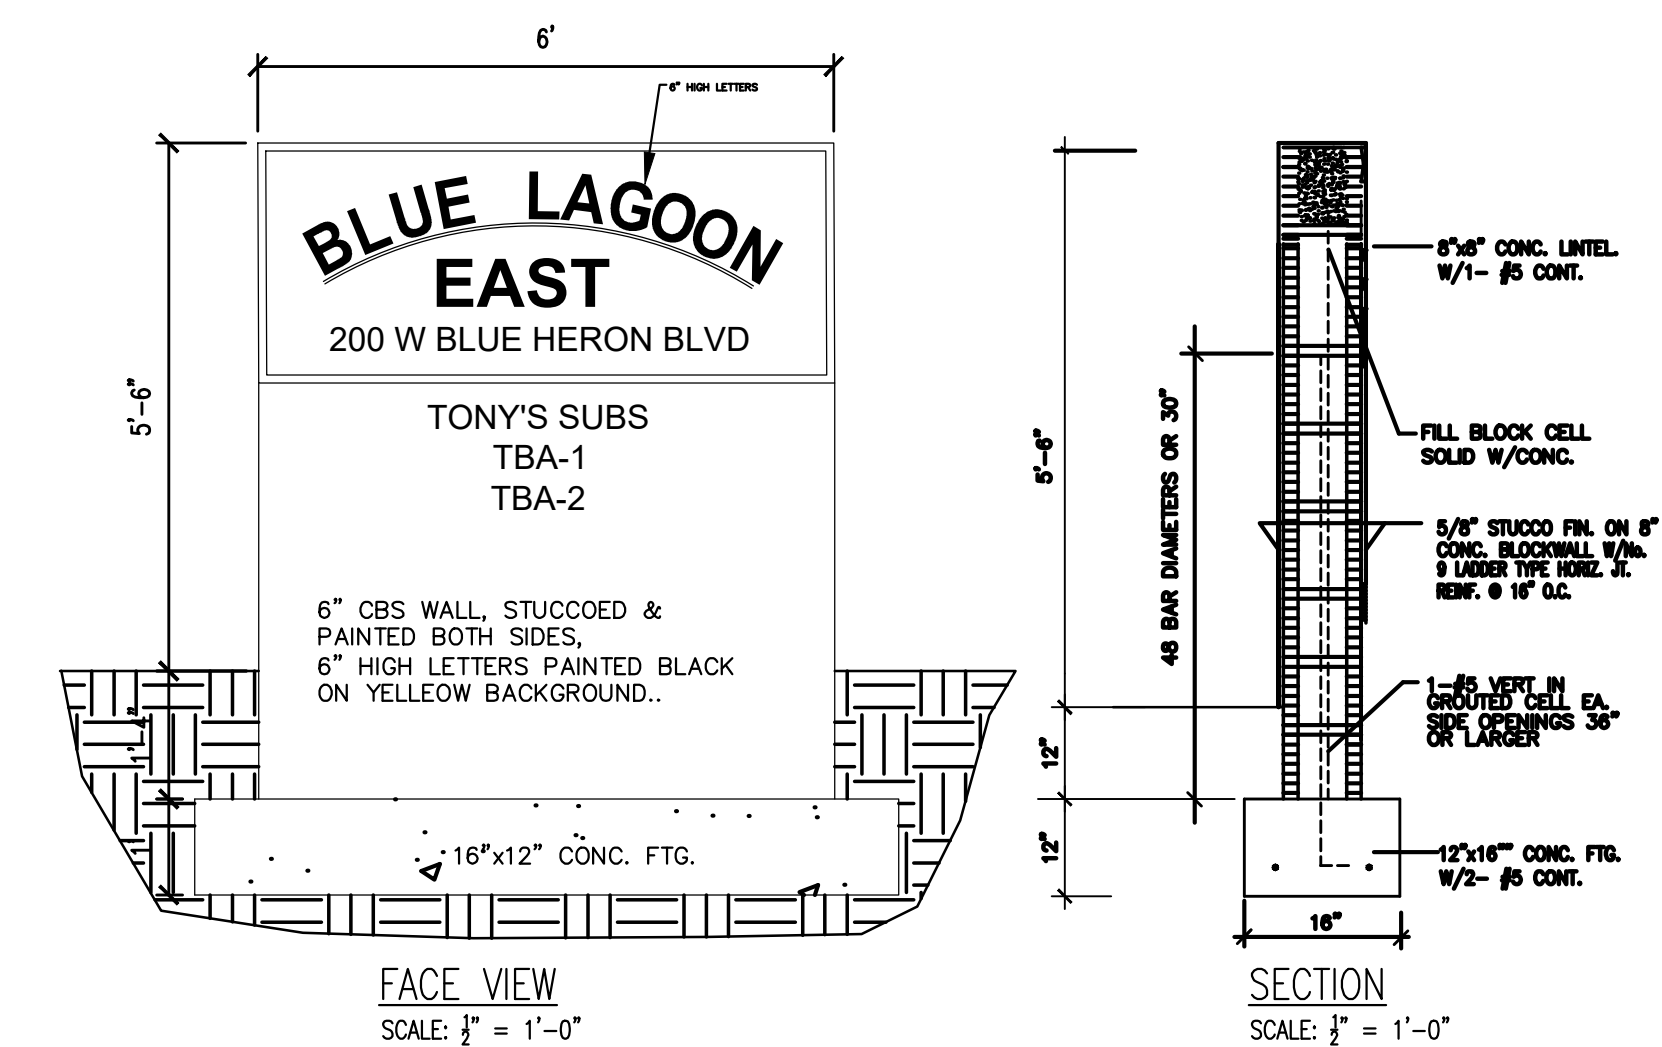 6'
6" HIGH LETTERS
5'-6"
BLUE LAGOON
EAST
200 W BLUE HERON BLVD
TONY'S SUBS
TBA-1
TBA-2
6" CBS WALL, STUCCOED &
PAINTED BOTH SIDES,
6" HIGH LETTERS PAINTED BLACK
ON YELLEOW BACKGROUND..
1'-4"
16"x12" CONC. FTG.
FACE VIEW
SCALE: ½" = 1'-0"
5'-6"
12"
12"
48 BAR DIAMETERS OR 30"
8"x8" CONC. LINTEL.
W/1- #5 CONT.
FILL BLOCK CELL
SOLID W/CONC.
5/8" STUCCO FIN. ON 8"
CONC. BLOCKWALL W/No.
9 LADDER TYPE HORIZ. JT.
REINF. @ 16" O.C.
1-#5 VERT IN
GROUTED CELL EA.
SIDE OPENINGS 36"
OR LARGER
12"x16"" CONC. FTG.
W/2- #5 CONT.
16"
SECTION
SCALE: ½" = 1'-0"